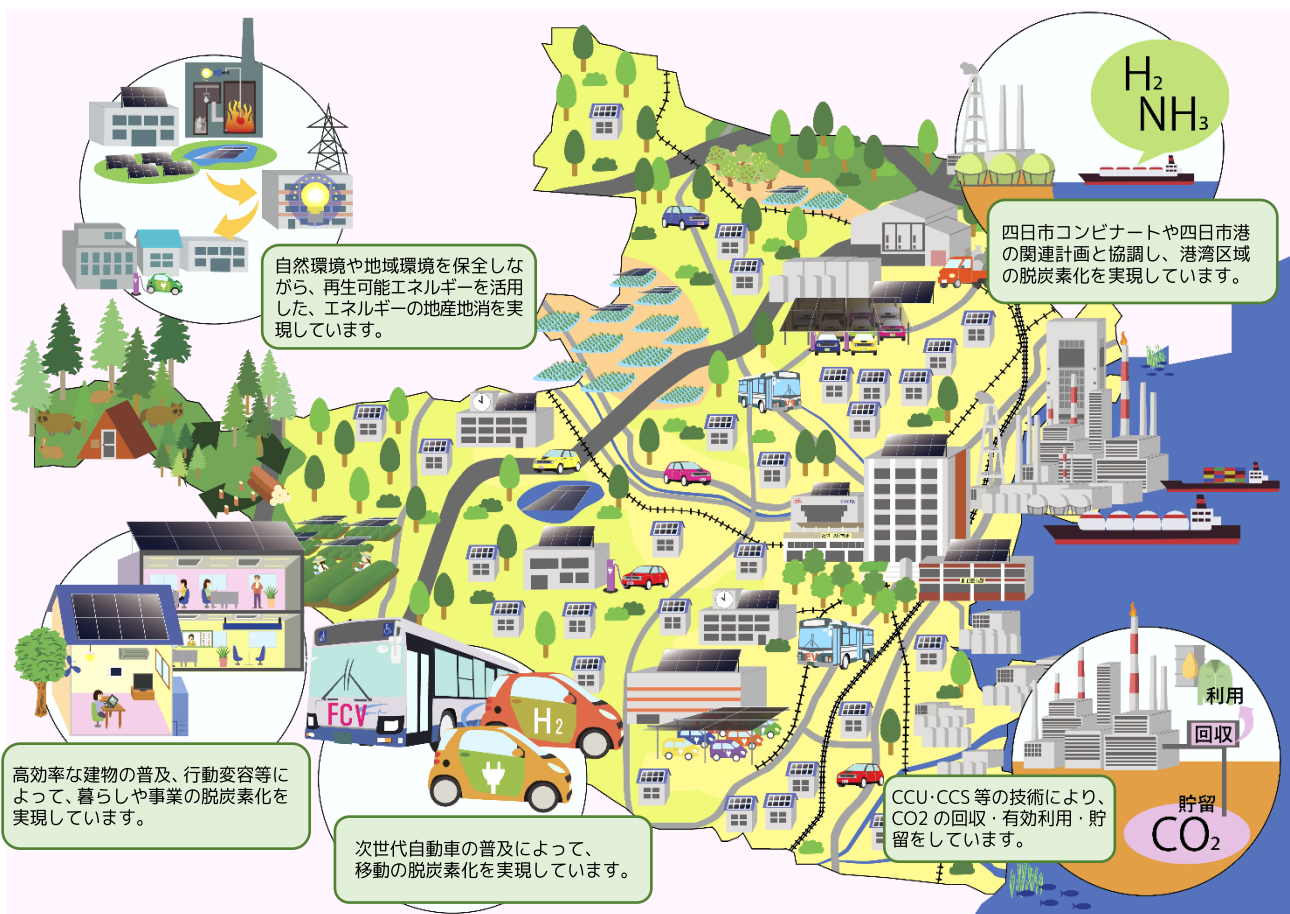 H2
NH3
四日市コンビナートや四日市港
の関連計画と協調し、港湾区域
の脱炭素化を実現しています。
自然環境や地域環境を保全しな
がら、再生可能エネルギーを活用
した、エネルギーの地産地消を実
現しています。
高効率な建物の普及、行動変容等に
よって、暮らしや事業の脱炭素化を
実現しています。
FCV
H2
EV
次世代自動車の普及によって、
移動の脱炭素化を実現しています。
利用
回収
貯留
CO2
CCU・CCS等の技術により、
CO2の回収・有効利用・貯
留をしています。